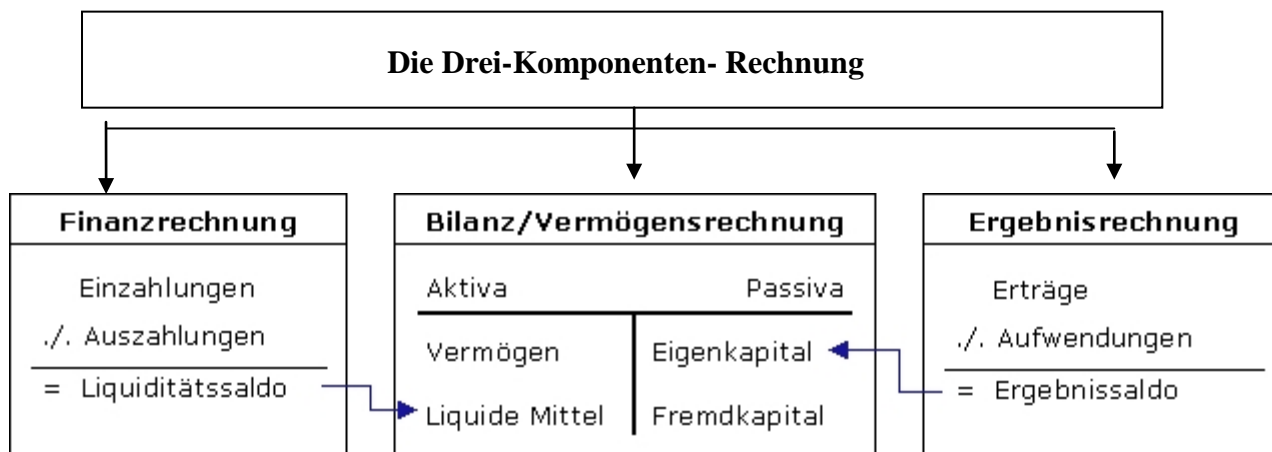 Die Drei-Komponenten- Rechnung
Finanzrechnung
Einzahlungen
./. Auszahlungen
= Liquiditätssaldo
Bilanz/Vermögensrechnung
Aktiva Passiva
Vermögen Eigenkapital
Liquide Mittel Fremdkapital
Ergebnisrechnung
Erträge
./. Aufwendungen
= Ergebnissaldo